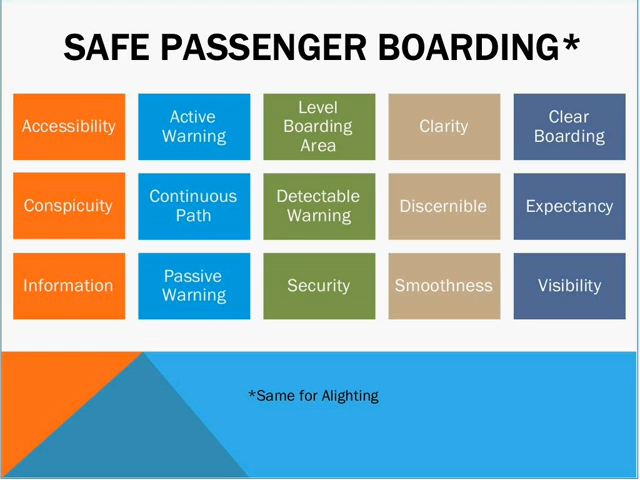 SAFE PASSENGER BOARDING*
Accessibility
Active
Warning
Level
Boarding
Area
Clarity
Clear
Boarding
Conspicuity
Continuous
Path
Detectable
Warning
Discernible
Expectancy
Information
Passive
Warning
Security
Smoothness
Visibility
*Same for Alighting